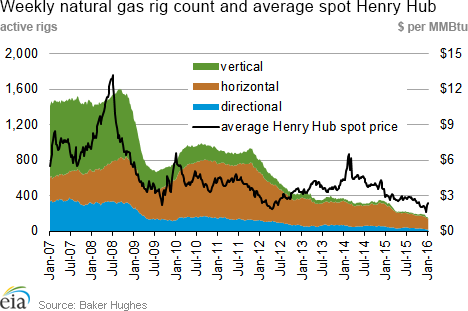 Weekly natural gas rig count and average spot Henry Hub
active rigs $ per MMBtu
2,000 $15
1,600 $12
1,200 $9
800 $6
400 $3
0 $0
vertical
horizontal
directional
average Henry Hub spot price
Jan-07 Jul-07 Jan-08 Jul-08 Jan-09 Jul-09 Jan-10 Jul-10 Jan-11 Jul-11 Jan-12 Jul-12 Jan-13 Jul-13 Jan-14 Jul-14 Jan-15 Jul-15 Jan-16
eia Source: Baker Hughes